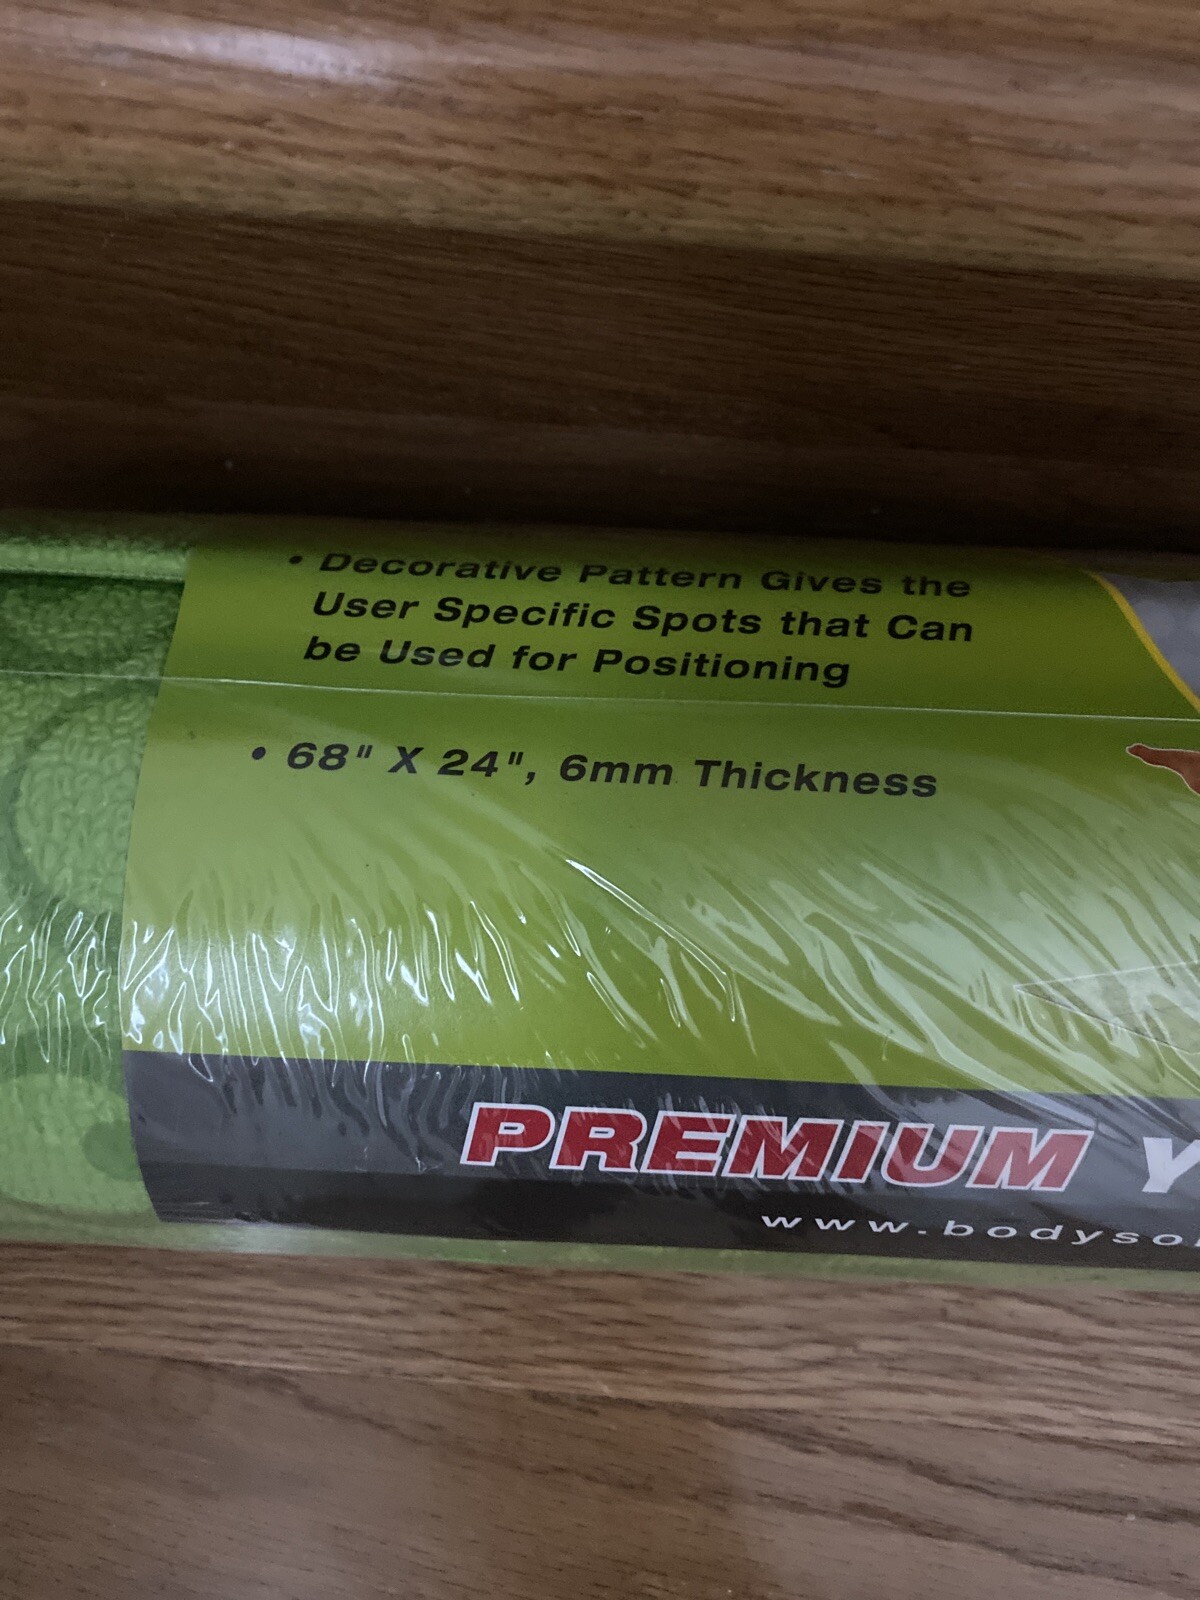 • Decorative Pattern Gives the
User Specific Spots that Can
be Used for Positioning
• 68" X 24", 6mm Thickness
PREMIUM Y
www.bodysol